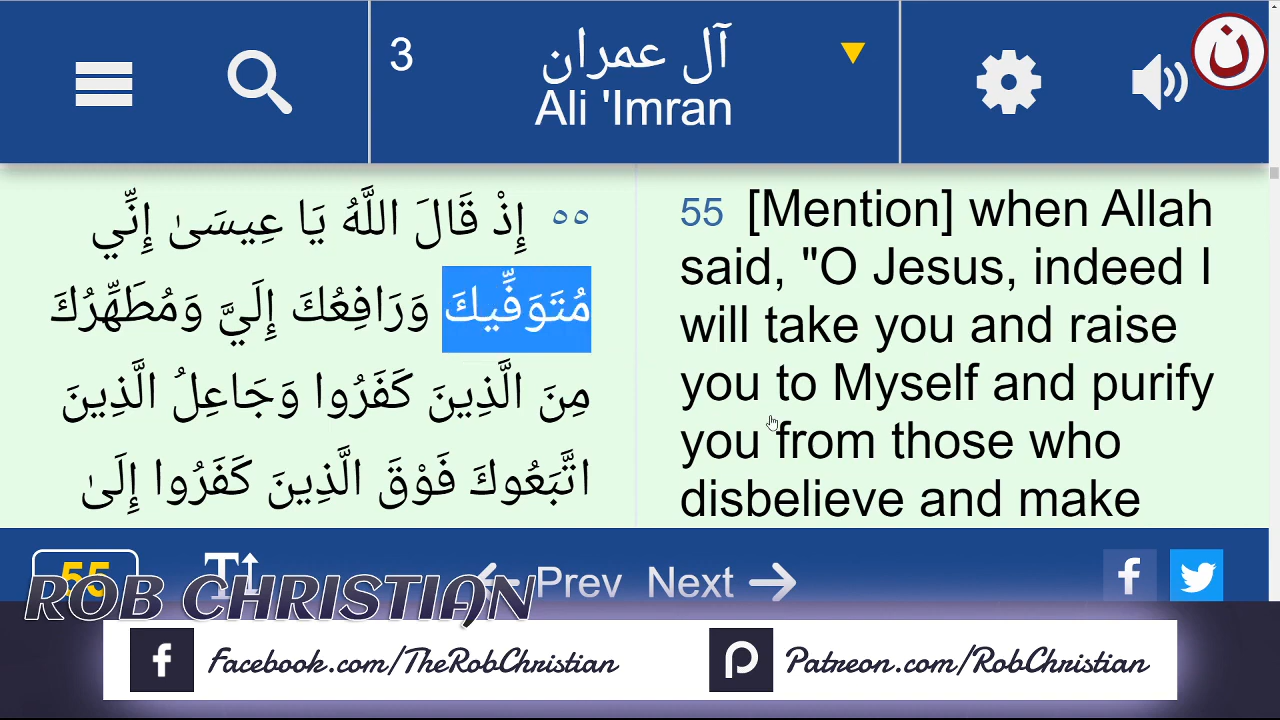 3
آل عمران
Ali 'Imran
ن
٥٥ إِذْ قَالَ اللَّهُ يَا عِيسَىٰ إِنِّي
مُتَوَفِّيكَ وَرَافِعُكَ إِلَيَّ وَمُطَهِّرُكَ
مِنَ الَّذِينَ كَفَرُوا وَجَاعِلُ الَّذِينَ
اتَّبَعُوكَ فَوْقَ الَّذِينَ كَفَرُوا إِلَىٰ
55 [Mention] when Allah
said, "O Jesus, indeed I
will take you and raise
you to Myself and purify
you from those who
disbelieve and make
55
T
Prev Next
ROB CHRISTIAN
Facebook.com/TheRobChristian
Patreon.com/RobChristian